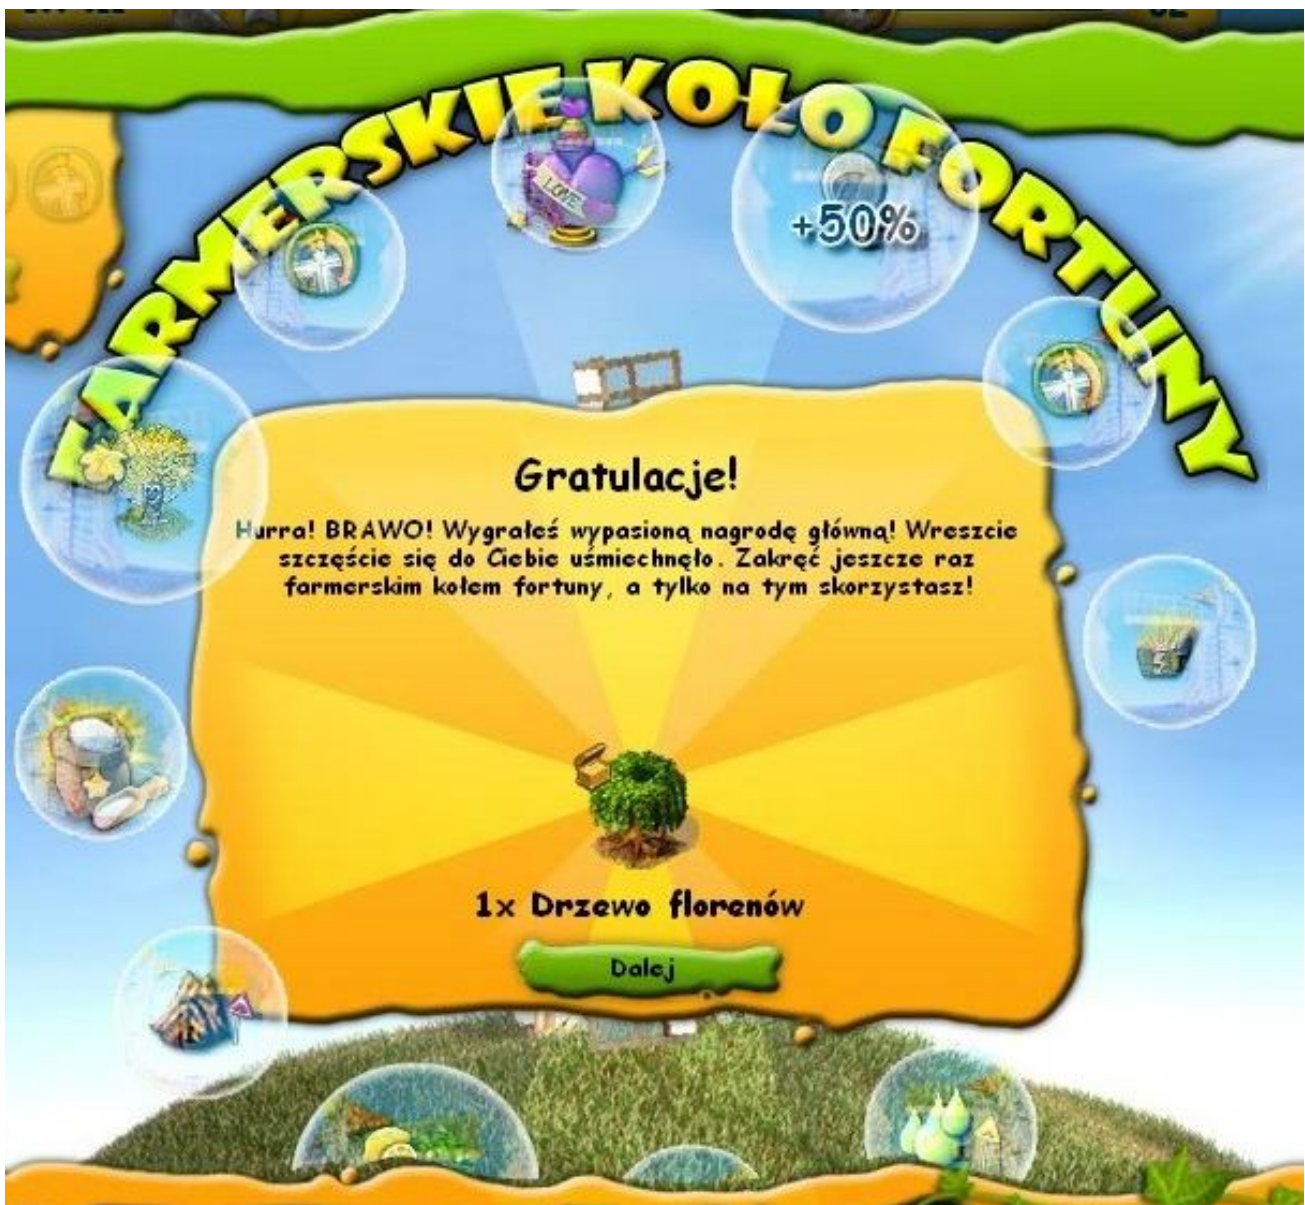 FARMERSKIE KOŁO FORTUNY
LOVE
+50%
Gratulacje!
Hurra! BRAWO! Wygrałeś wypasioną nagrodę główną! Wreszcie
szczęście się do Ciebie uśmiechnęło. Zakręć jeszcze raz
farmerskim kołem fortuny, a tylko na tym skorzystasz!
1x Drzewo florenów
Dalej